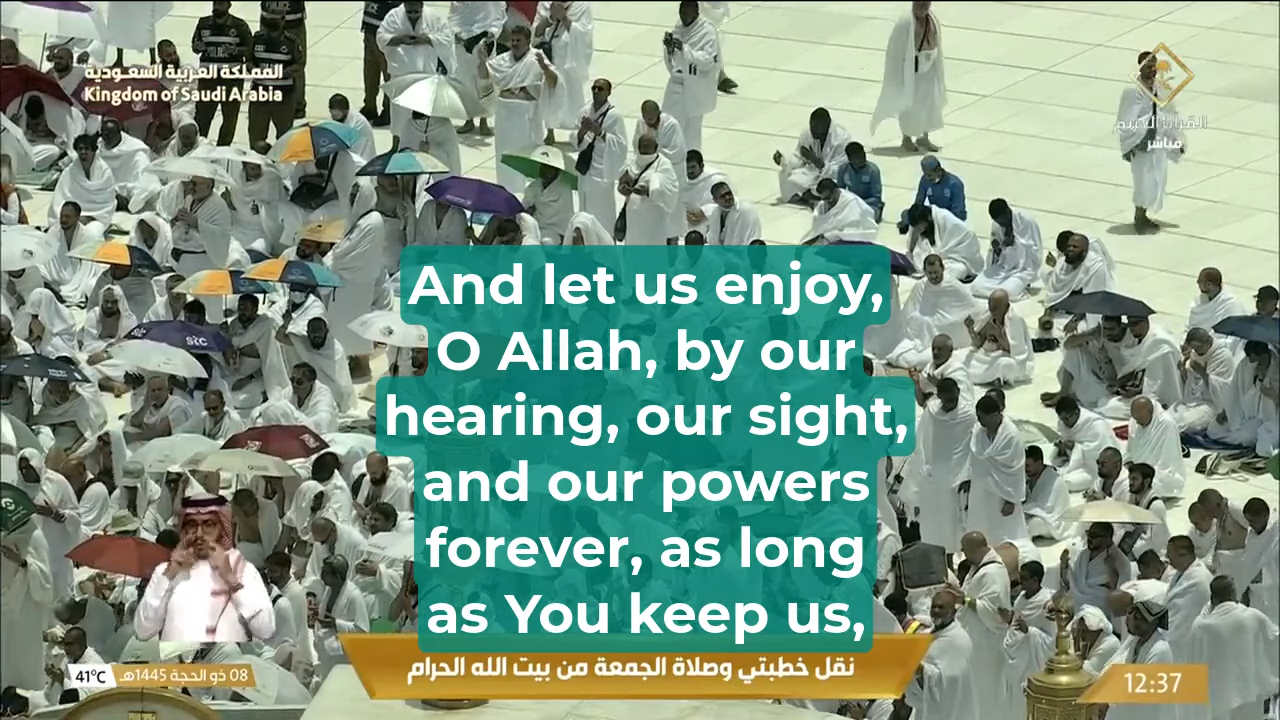 المملكة العربية السعودية
Kingdom of Saudi Arabia
القرآن الكريم
مباشر
POLICE
stc
And let us enjoy,
O Allah, by our
hearing, our sight,
and our powers
forever, as long
as You keep us,
نقل خطبتي وصلاة الجمعة من بيت الله الحرام
41°C
08 ذو الحجة 1445هـ
12:37